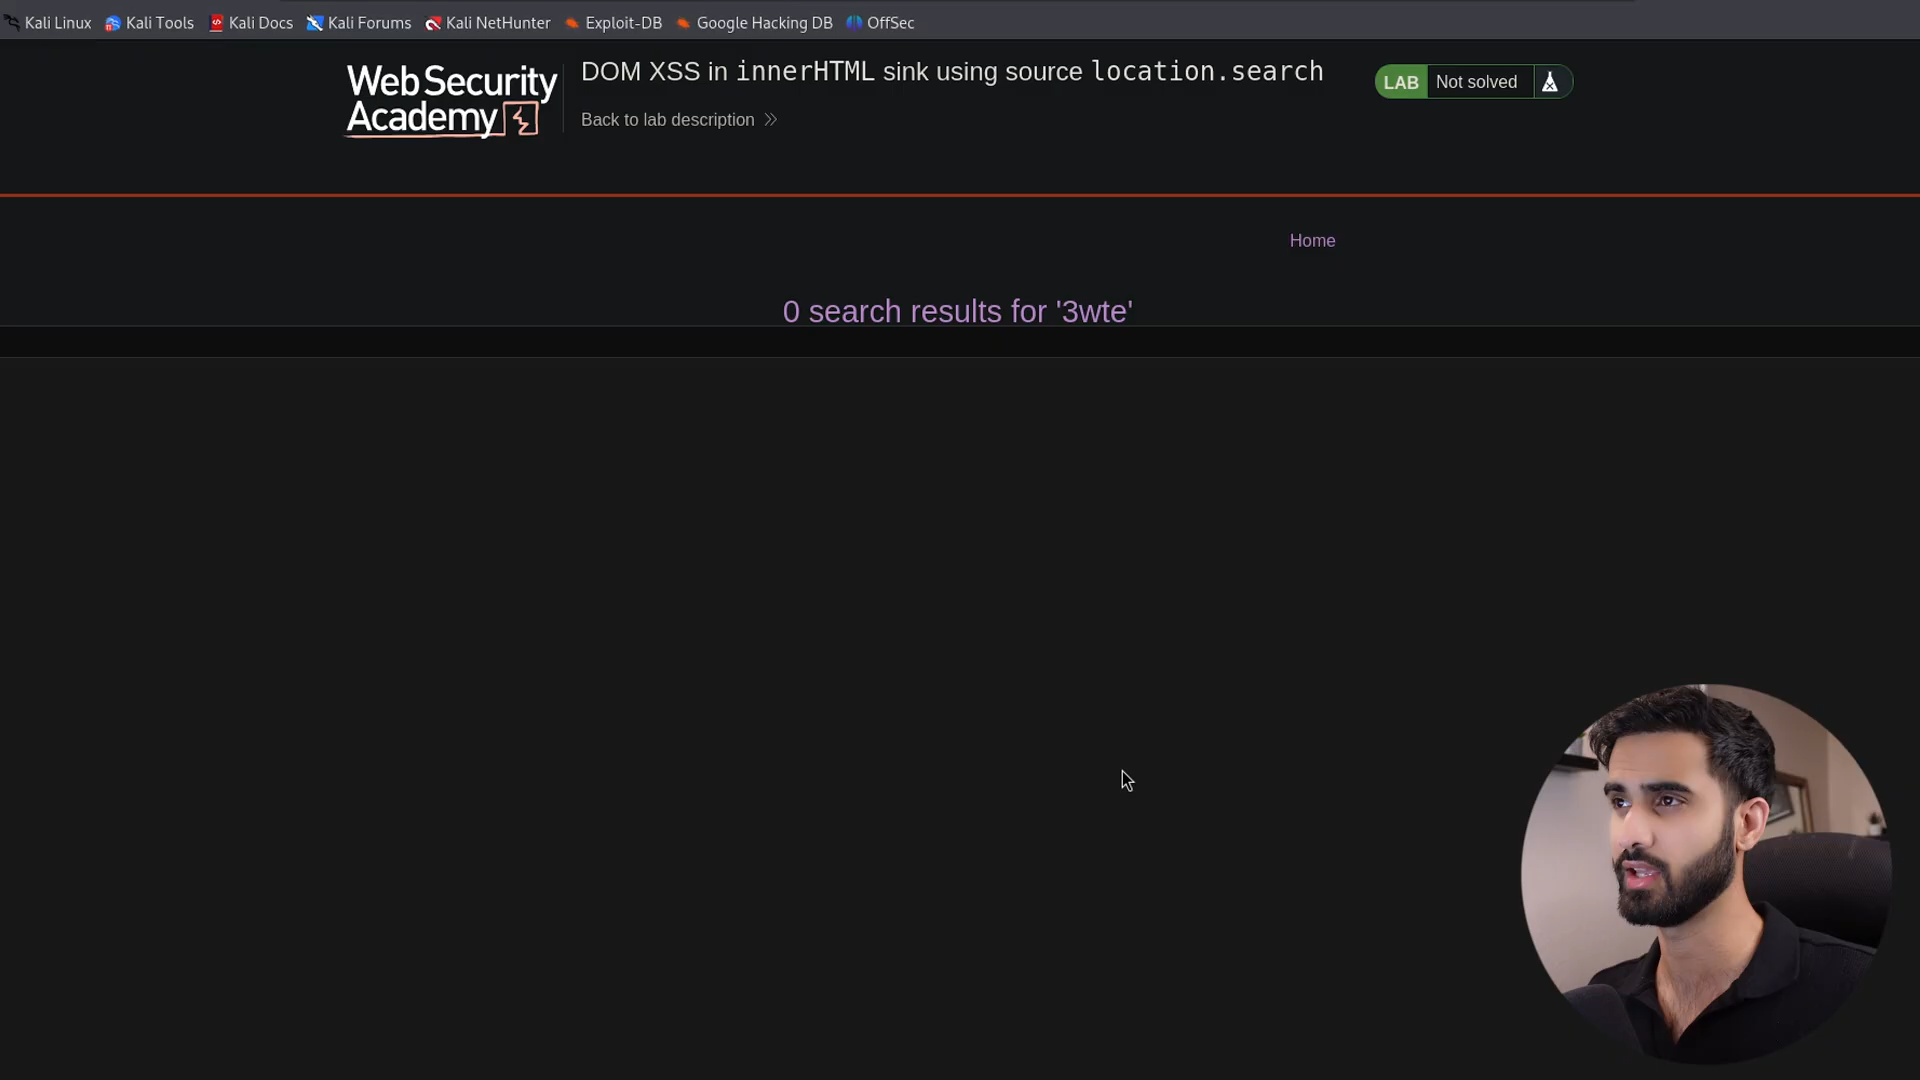 Kali Linux Kali Tools Kali Docs Kali Forums Kali NetHunter Exploit-DB Google Hacking DB OffSec
Web Security
Academy
DOM XSS in innerHTML sink using source location.search
Back to lab description
LAB Not solved
Home
0 search results for '3wte'